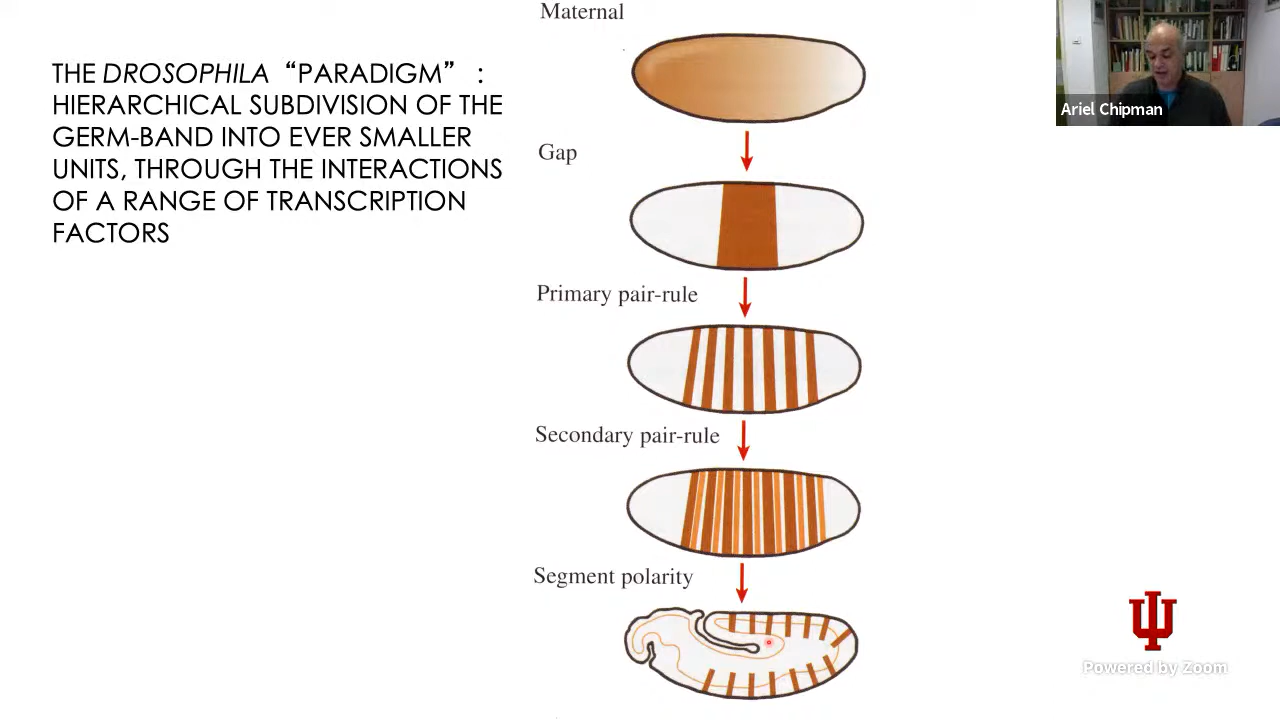 THE DROSOPHILA “PARADIGM” :
HIERARCHICAL SUBDIVISION OF THE
GERM-BAND INTO EVER SMALLER
UNITS, THROUGH THE INTERACTIONS
OF A RANGE OF TRANSCRIPTION
FACTORS
Maternal
Gap
Primary pair-rule
Secondary pair-rule
Segment polarity
Ariel Chipman
Powered by Zoom